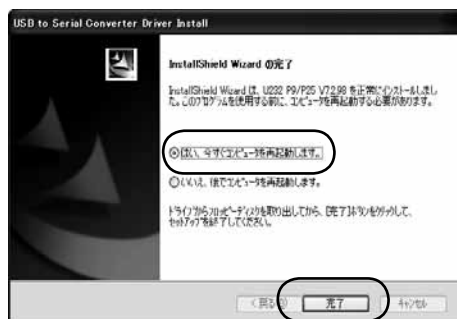 USB to Serial Converter Driver Install
InstallShield Wizard の完了
InstallShield Wizard は、U232 P9/P25 V7.2.98 を正常にインストールしまし
た。このプログラムを使用する前に、コンピュータを再起動する必要があります。
はい、今すぐコンピュータを再起動します。
いいえ、後でコンピュータを再起動します。
ドライブからフロッピーディスクを取り出してから、[完了]ボタンをクリックして、
セットアップを終了してください。
< 戻る(B)
完了
キャンセル